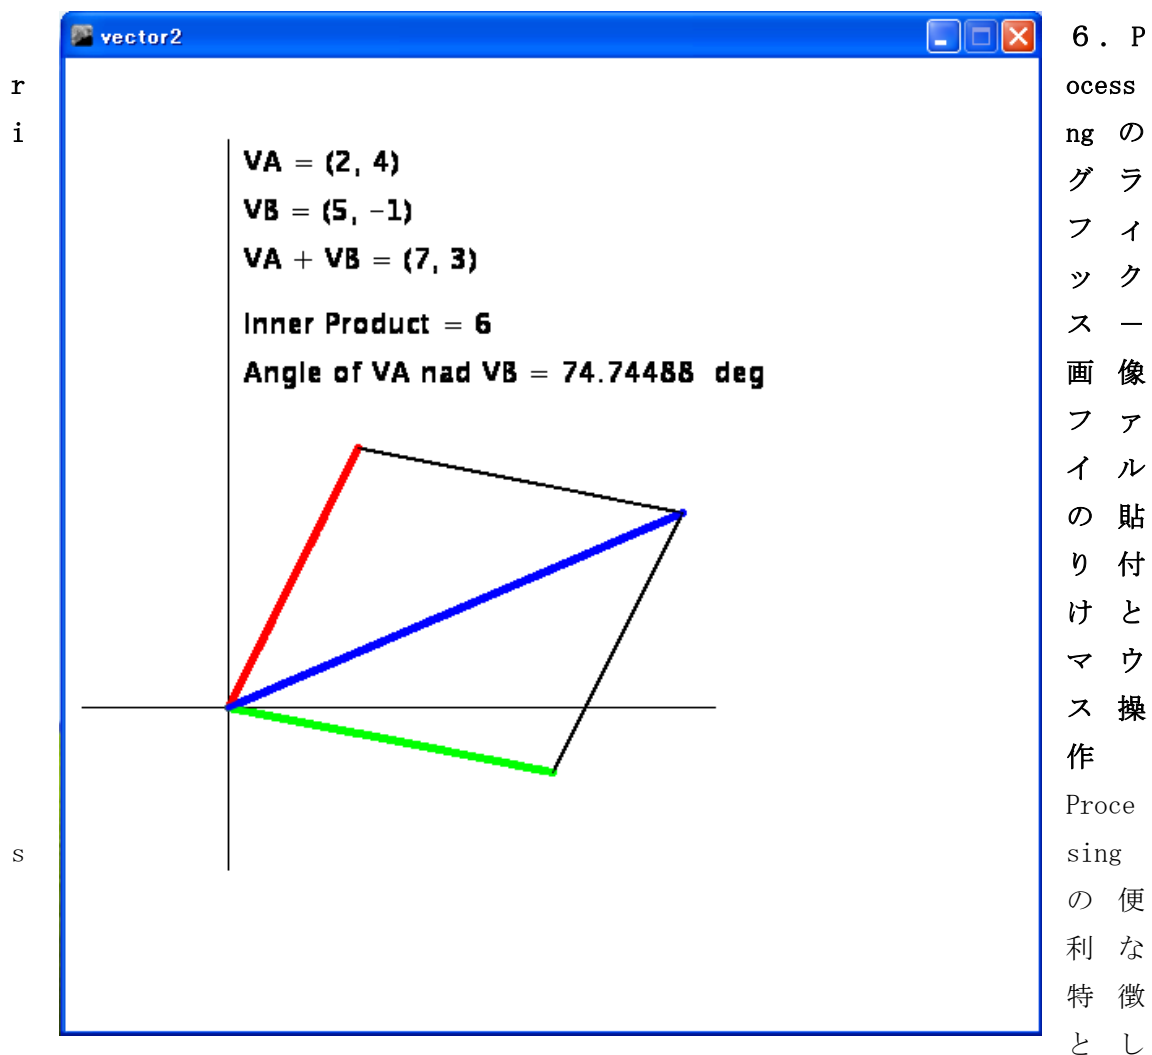 vector2
VA = (2, 4)
VB = (5, -1)
VA + VB = (7, 3)
Inner Product = 6
Angle of VA nad VB = 74.74488 deg
６．P
r ocess
i ng の
グラ
フィ
ック
スー
画像
ファ
イル
の貼
り付
けと
マウ
ス操
作
Proce
s sing
の便
利な
特徴
とし